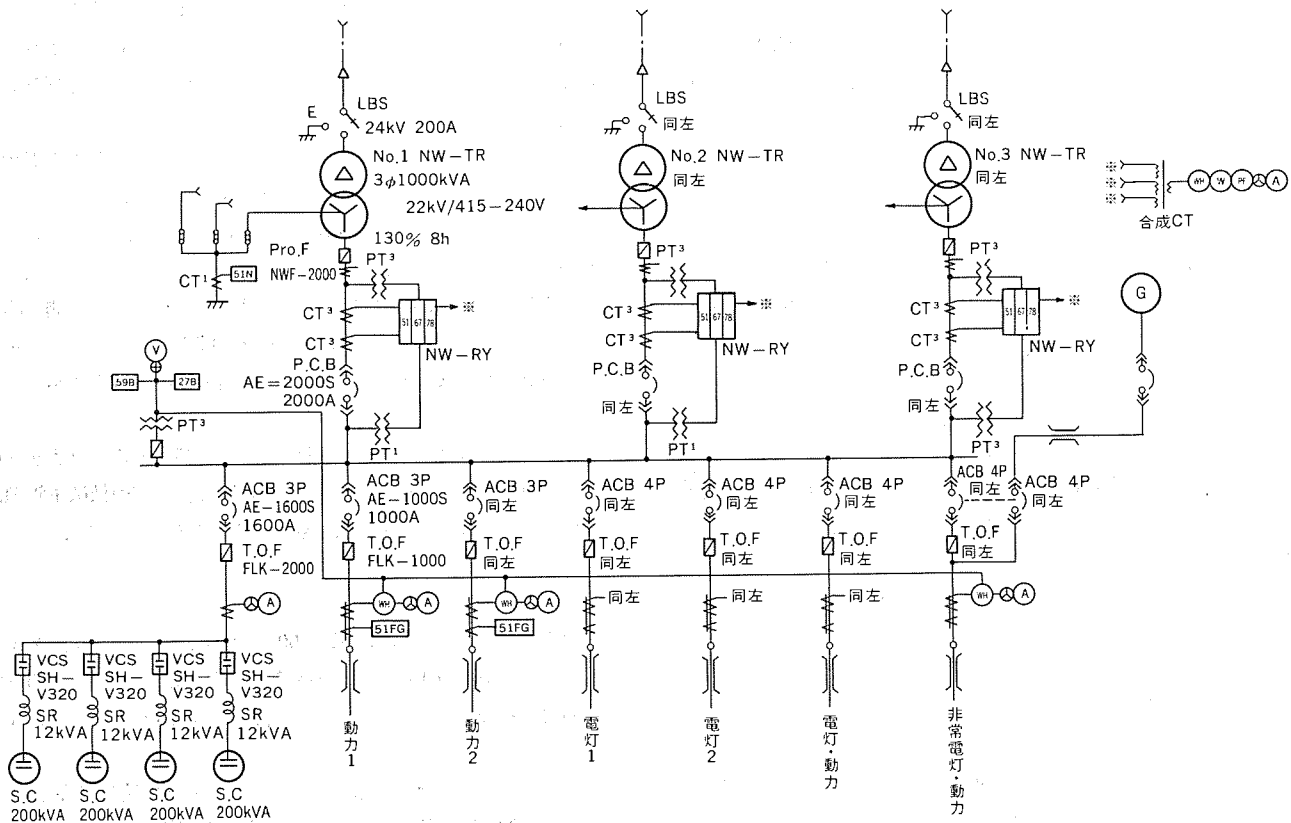 LBS
E
24kV 200A
No.1 NW-TR
3φ1000kVA
22kV/415-240V
130% 8h
Pro.F
NWF-2000
PT³
CT¹
51N
CT³
51
67
78
※
CT³
NW-RY
P.C.B
AE=2000S
2000A
PT¹
LBS
同左
No.2 NW-TR
同左
PT³
CT³
51
67
78
※
CT³
NW-RY
P.C.B
同左
PT¹
LBS
同左
No.3 NW-TR
同左
PT³
CT³
51
67
78
※
CT³
NW-RY
P.C.B
同左
PT³
※
※
※
WH
W
PF
A
合成CT
G
V
59B
27B
PT³
ACB 3P
AE-1600S
1600A
T.O.F
FLK-2000
A
ACB 3P
AE-1000S
1000A
T.O.F
FLK-1000
WH
A
51FG
動力1
ACB 3P
同左
T.O.F
同左
WH
A
51FG
動力2
ACB 4P
同左
T.O.F
同左
同左
電灯1
ACB 4P
同左
T.O.F
同左
同左
電灯2
ACB 4P
同左
T.O.F
同左
同左
電灯・動力
ACB 4P
同左
T.O.F
同左
WH
A
非常電灯・動力
ACB 4P
同左
VCS
SH-
V320
SR
12kVA
S.C
200kVA
VCS
SH-
V320
SR
12kVA
S.C
200kVA
VCS
SH-
V320
SR
12kVA
S.C
200kVA
VCS
SH-
V320
SR
12kVA
S.C
200kVA